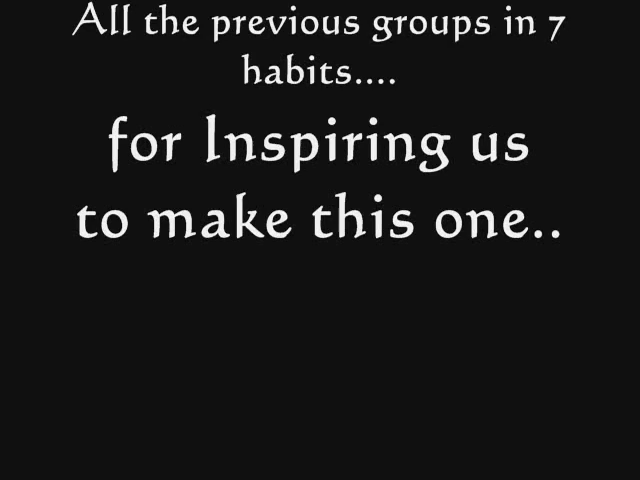 All the previous groups in 7
habits....
for Inspiring us
to make this one..